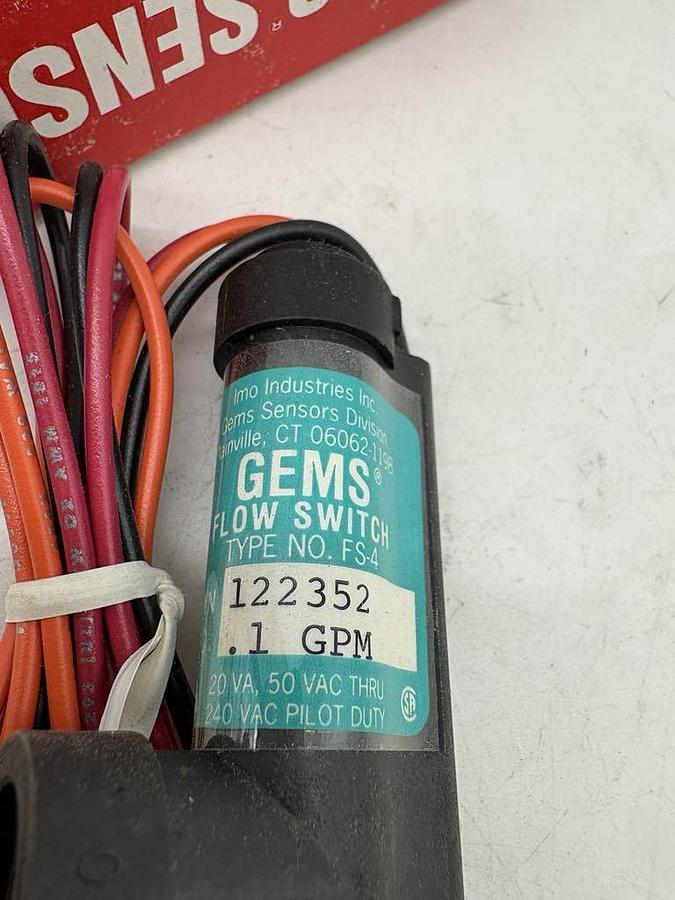 R SENSO
®
Imo Industries Inc.
Gems Sensors Division
Plainville, CT 06062-1198
GEMS®
FLOW SWITCH
TYPE NO. FS-4
122352
.1 GPM
20 VA, 50 VAC THRU
240 VAC PILOT DUTY